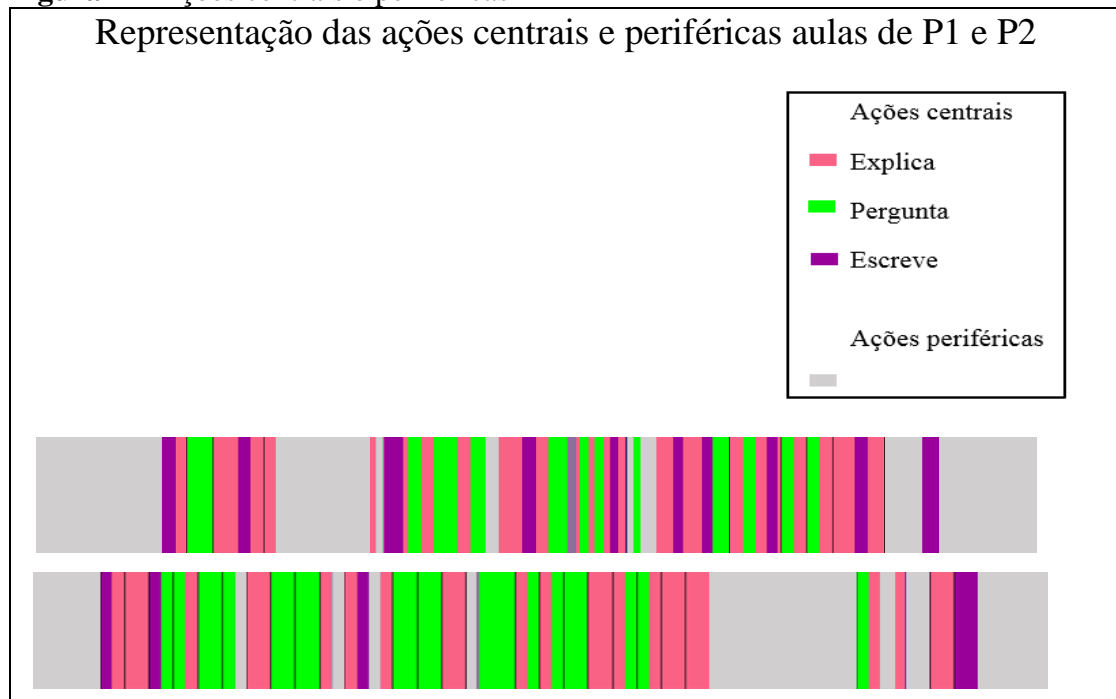 Representação das ações centrais e periféricas aulas de P1 e P2
Ações centrais
Explica
Pergunta
Escreve
Ações periféricas